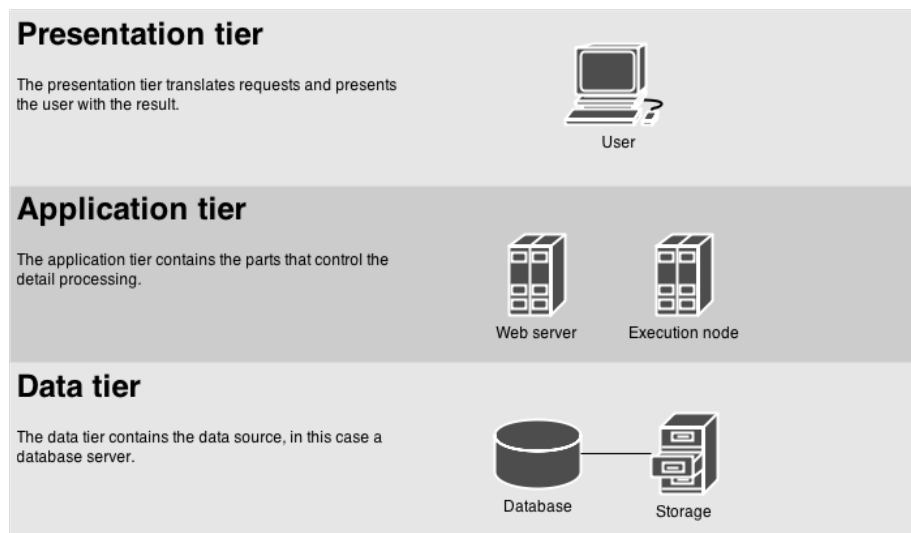 Presentation tier
The presentation tier translates requests and presents
the user with the result.
User
Application tier
The application tier contains the parts that control the
detail processing.
Web server
Execution node
Data tier
The data tier contains the data source, in this case a
database server.
Database
Storage